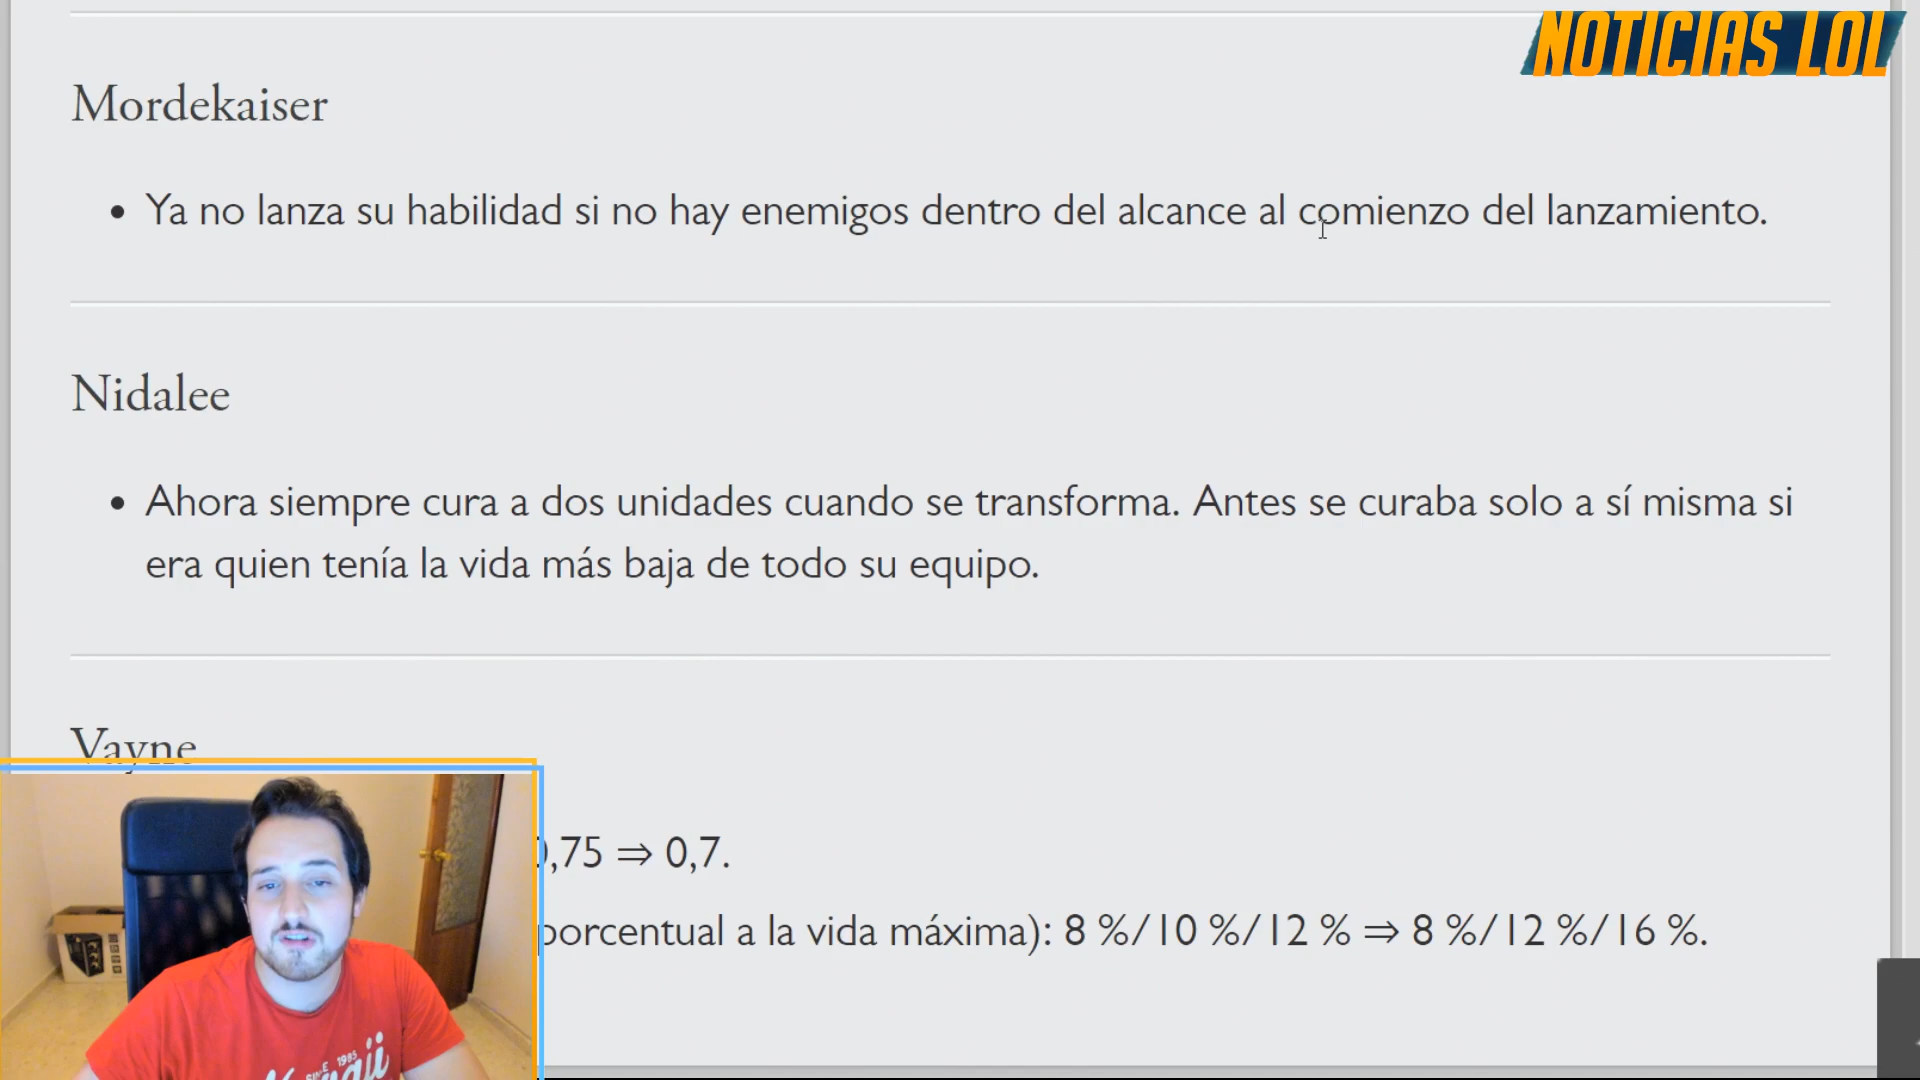 NOTICIAS LOL
Mordekaiser
• Ya no lanza su habilidad si no hay enemigos dentro del alcance al comienzo del lanzamiento.
Nidalee
• Ahora siempre cura a dos unidades cuando se transforma. Antes se curaba solo a sí misma si
era quien tenía la vida más baja de todo su equipo.
Vayne
0,75 ⇒ 0,7.
porcentual a la vida máxima): 8 %/10 %/12 % ⇒ 8 %/12 %/16 %.
SINCE 1985